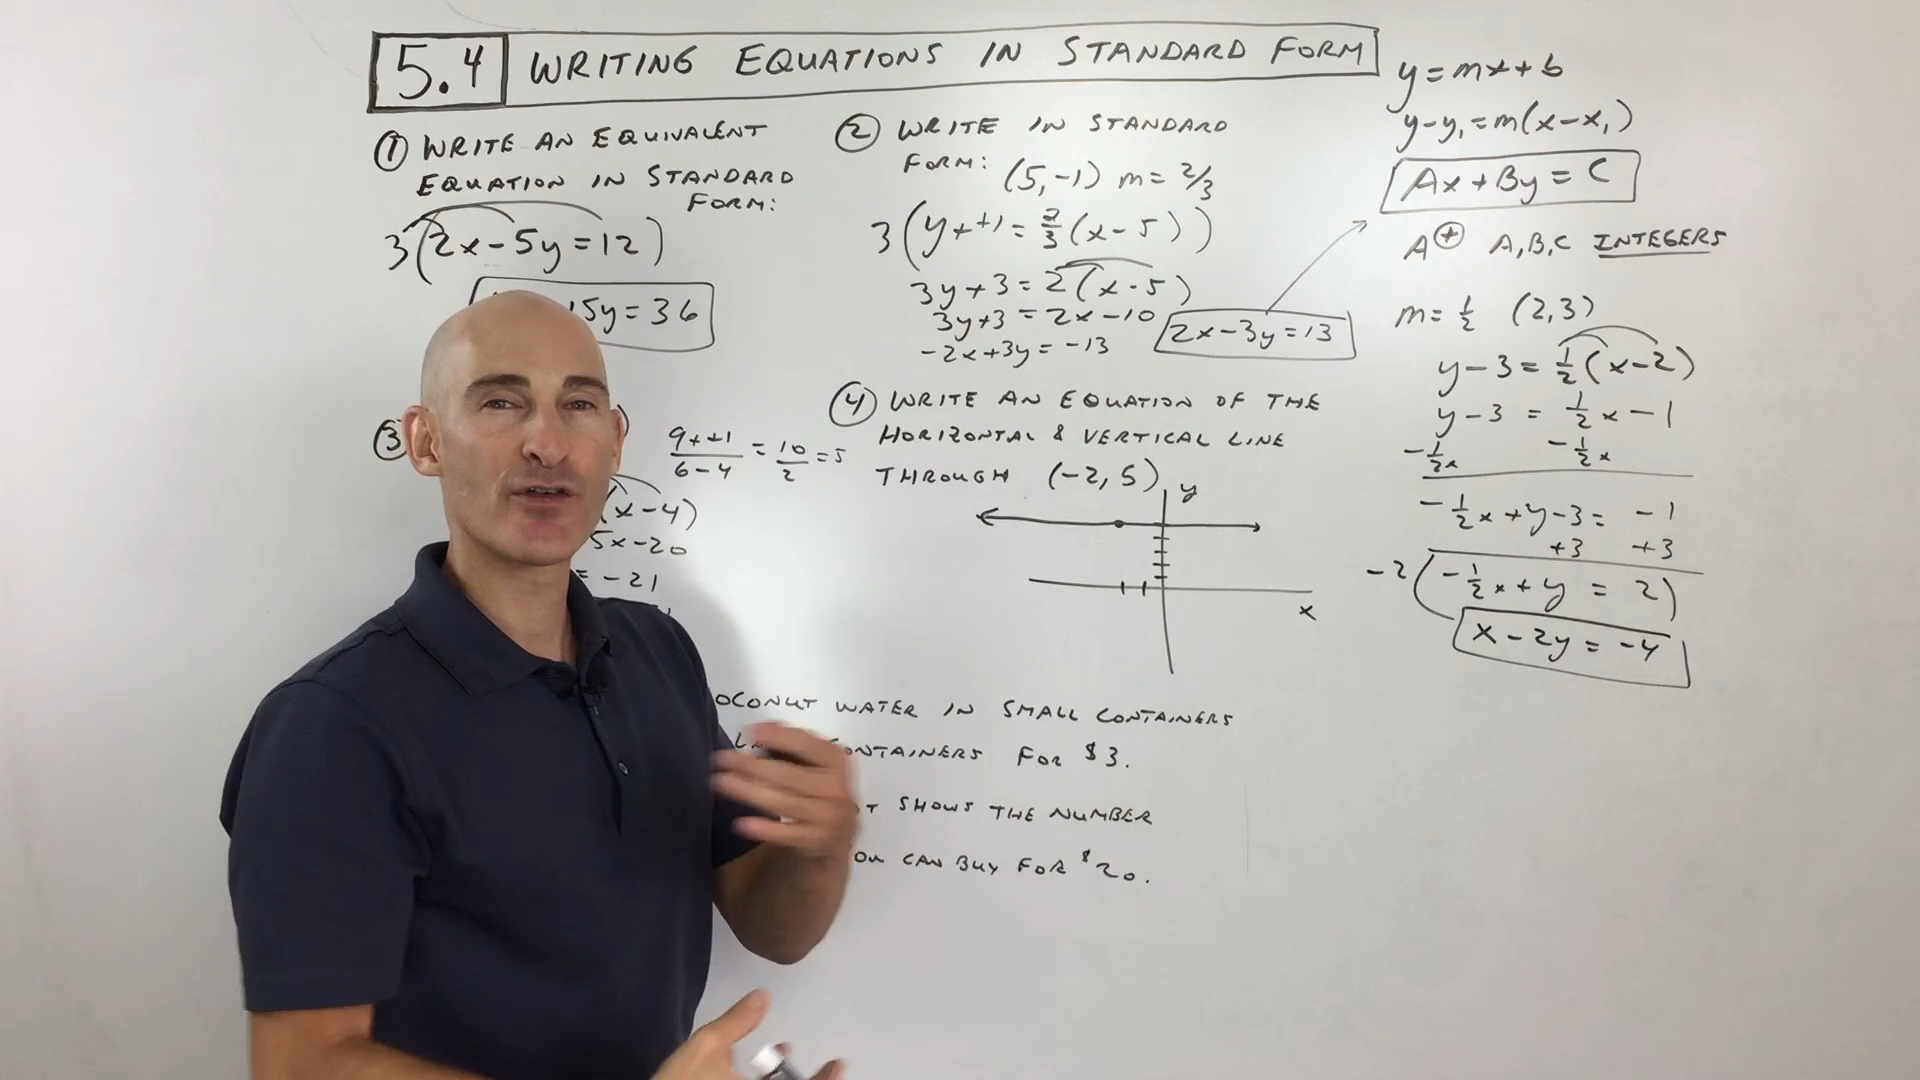 5.4 WRITING EQUATIONS IN STANDARD FORM
① WRITE AN EQUIVALENT
EQUATION IN STANDARD
FORM:
3(2x-5y=12)
15y=36
② WRITE IN STANDARD
FORM: (5,-1) m=2/3
3(y++1=2/3(x-5))
3y+3=2(x-5)
3y+3=2x-10
-2x+3y=-13
2x-3y=13
③
9++1/6-4=10/2=5
(x-4)
5x-20
=-21
④ WRITE AN EQUATION OF THE
HORIZONTAL & VERTICAL LINE
THROUGH (-2,5)
y
x
OCONUT WATER IN SMALL CONTAINERS
CONTAINERS FOR $3.
SHOWS THE NUMBER
OU CAN BUY FOR $20.
y=mx+b
y-y₁=m(x-x₁)
Ax+By=C
A⊕ A,B,C INTEGERS
m=1/2 (2,3)
y-3=1/2(x-2)
y-3=1/2x-1
-1/2x -1/2x
-1/2x+y-3=-1
+3 +3
-2(-1/2x+y=2)
x-2y=-4